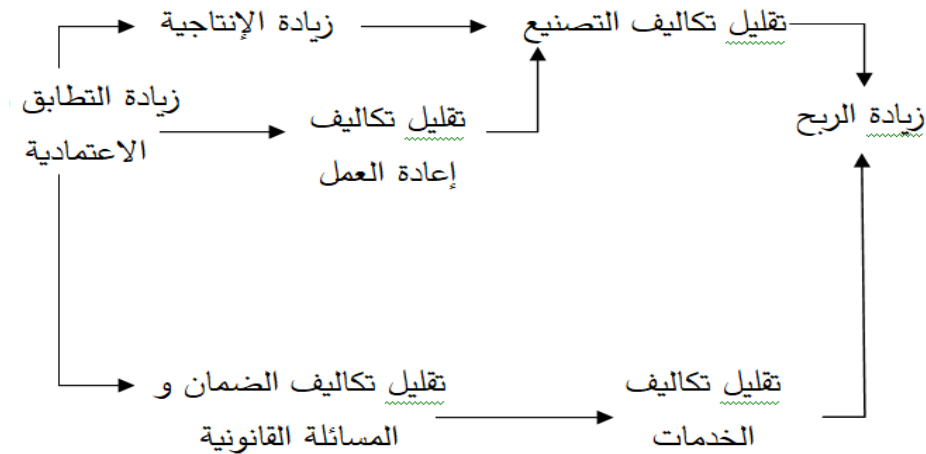 زيادة الإنتاجية
تقليل تكاليف التصنيع
زيادة التطابق
الاعتمادية
تقليل تكاليف
إعادة العمل
زيادة الربح
تقليل تكاليف الضمان و
المسائلة القانونية
تقليل تكاليف
الخدمات